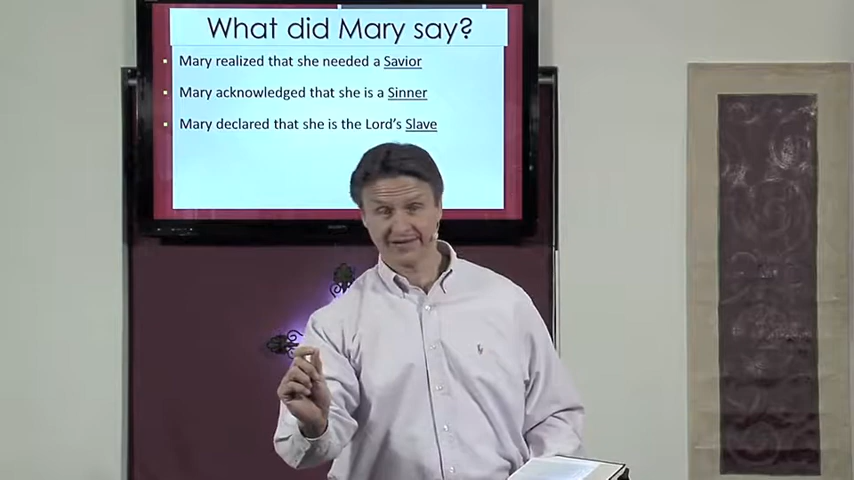 What did Mary say?
Mary realized that she needed a Savior
Mary acknowledged that she is a Sinner
Mary declared that she is the Lord's Slave